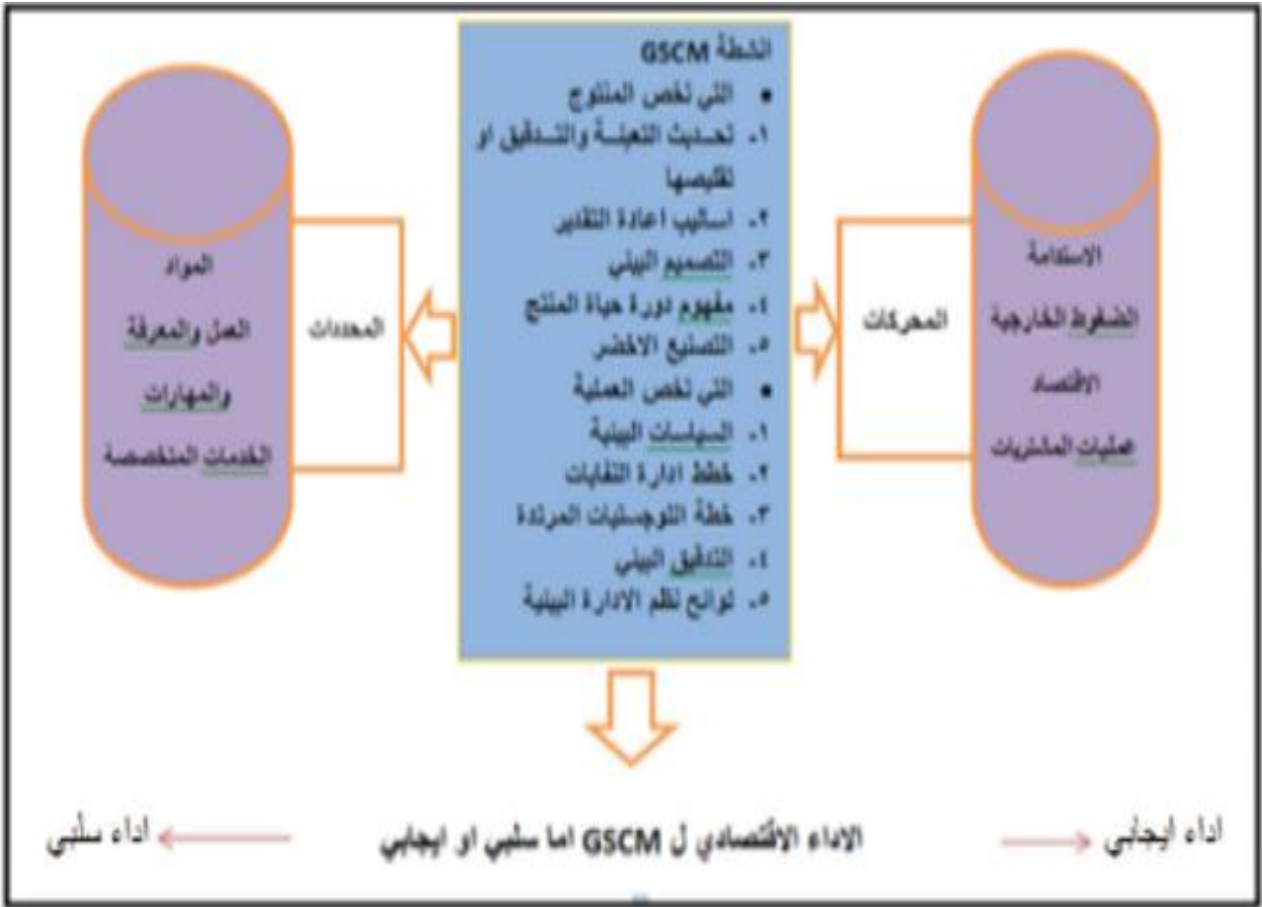 انشطة GSCM
• التي تخص المنتوج
١. تحديث التعبئة والتدقيق او
تقليصها
٢. اساليب اعادة التقدير
٣. التصميم البيئي
٤. مفهوم دورة حياة المنتج
٥. التصنيع الاخضر
• التي تخص العملية
١. السياسات البيئية
٢. خطط ادارة النفايات
٣. خطة اللوجستيات المرتدة
٤. التدقيق البيئي
٥. لوائح نظم الادارة البيئية
المحركات
الاستدامة
الضغوط الخارجية
الاقتصاد
عمليات المشتريات
المحددات
المواد
العمل والمعرفة
والمهارات
الخدمات المتخصصة
اداء ايجابي
الاداء الاقتصادي ل GSCM اما سلبي او ايجابي
اداء سلبي